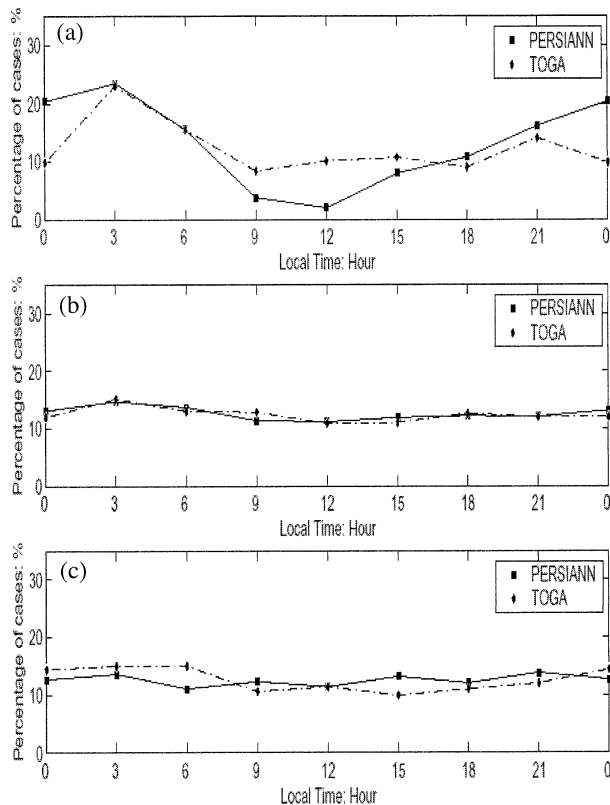 (a)
PERSIANN
TOGA
Percentage of cases: %
30
20
10
0
0 3 6 9 12 15 18 21 0
Local Time: Hour
(b)
PERSIANN
TOGA
Percentage of cases: %
30
20
10
0
0 3 6 9 12 15 18 21 0
Local Time: Hour
(c)
PERSIANN
TOGA
Percentage of cases: %
30
20
10
0
0 3 6 9 12 15 18 21 0
Local Time: Hour